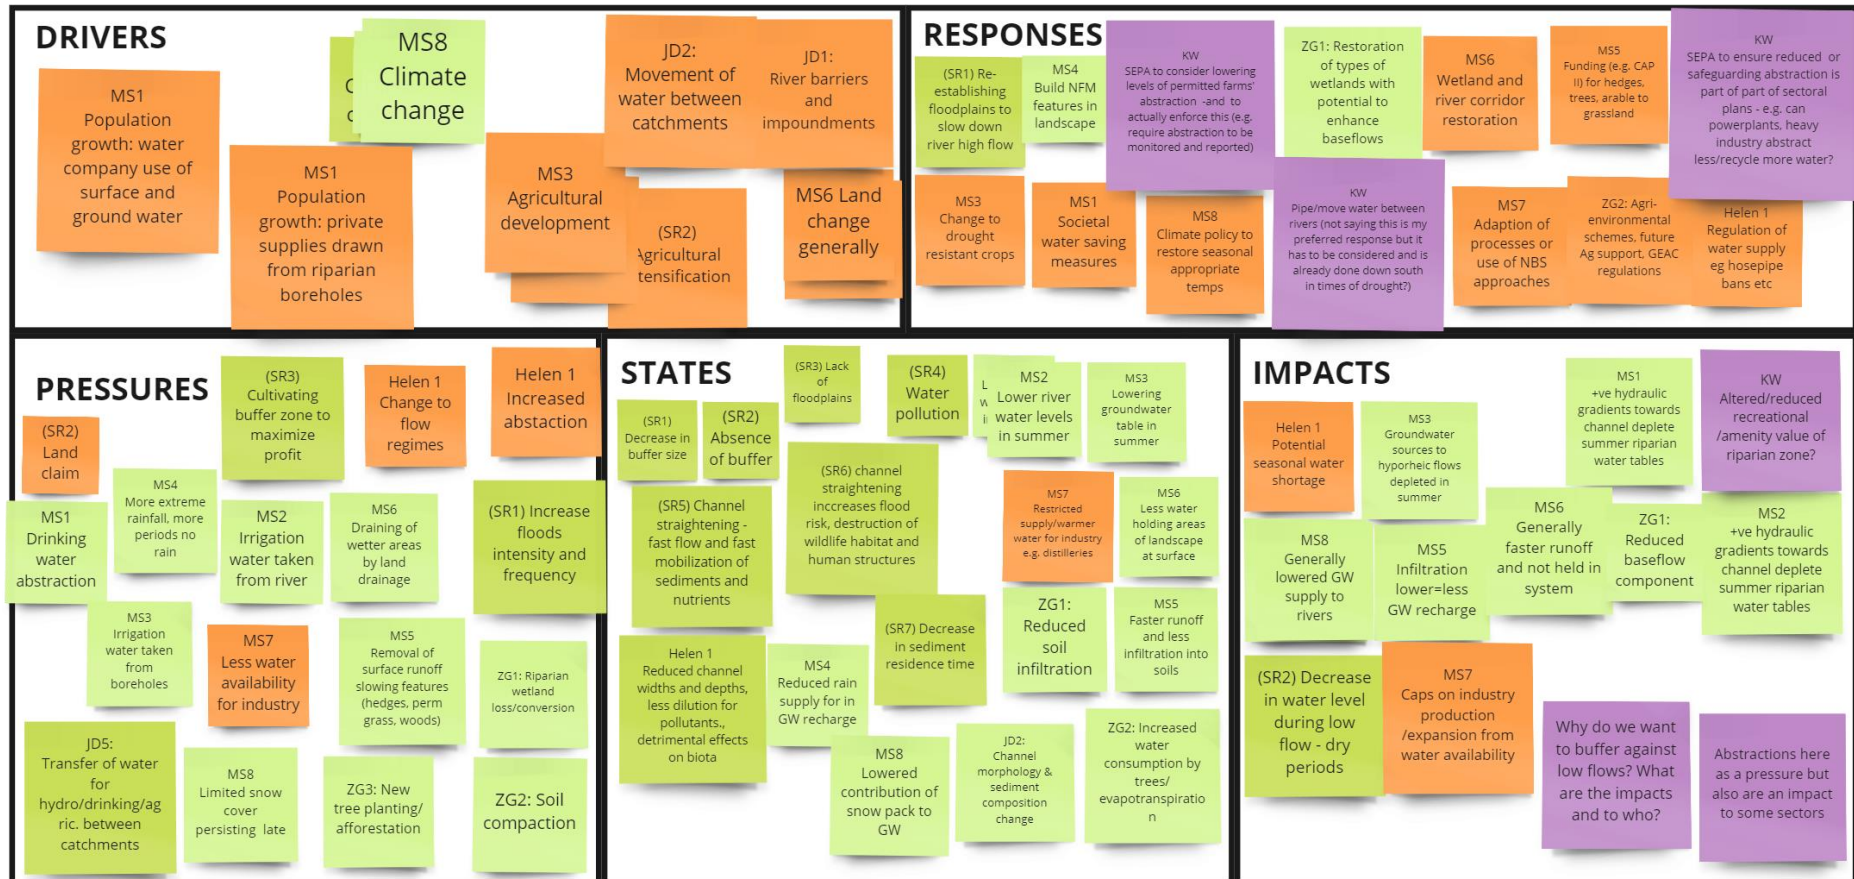 DRIVERS
MS1
Population
growth: water
company use of
surface and
ground water
MS1
Population
growth: private
supplies drawn
from riparian
boreholes
MS8
Climate
change
MS3
Agricultural
development
JD2:
Movement of
water between
catchments
JD1:
River barriers
and
impoundments
(SR2)
Agricultural
tensification
MS6 Land
change
generally
RESPONSES
(SR1) Re-
establishing
floodplains to
slow down
river high flow
MS4
Build NFM
features in
landscape
KW
SEPA to consider lowering
levels of permitted farms'
abstraction -and to
actually enforce this (e.g.
require abstraction to be
monitored and reported)
ZG1: Restoration
of types of
wetlands with
potential to
enhance
baseflows
MS6
Wetland and
river corridor
restoration
MS5
Funding (e.g. CAP
II) for hedges,
trees, arable to
grassland
KW
SEPA to ensure reduced or
safeguarding abstraction is
part of part of sectoral
plans - e.g. can
powerplants, heavy
industry abstract
less/recycle more water?
MS3
Change to
drought
resistant crops
MS1
Societal
water saving
measures
MS8
Climate policy to
restore seasonal
appropriate
temps
KW
Pipe/move water between
rivers (not saying this is my
preferred response but it
has to be considered and is
already done down south
in times of drought?)
MS7
Adaption of
processes or
use of NBS
approaches
ZG2: Agri-
environmental
schemes, future
Ag support, GEAC
regulations
Helen 1
Regulation of
water supply
eg hosepipe
bans etc
PRESSURES
(SR2)
Land
claim
(SR3)
Cultivating
buffer zone to
maximize
profit
Helen 1
Change to
flow
regimes
Helen 1
Increased
abstaction
MS1
Drinking
water
abstraction
MS4
More extreme
rainfall, more
periods no
rain
MS2
Irrigation
water taken
from river
MS6
Draining of
wetter areas
by land
drainage
(SR1) Increase
floods
intensity and
frequency
MS3
Irrigation
water taken
from
boreholes
MS7
Less water
availability
for industry
MS5
Removal of
surface runoff
slowing features
(hedges, perm
grass, woods)
ZG1: Riparian
wetland
loss/conversion
JD5:
Transfer of water
for
hydro/drinking/ag
ric. between
catchments
MS8
Limited snow
cover
persisting late
ZG3: New
tree planting/
afforestation
ZG2: Soil
compaction
STATES
(SR1)
Decrease in
buffer size
(SR2)
Absence
of buffer
(SR3) Lack
of
floodplains
(SR4)
Water
pollution
MS2
Lower river
water levels
in summer
MS3
Lowering
groundwater
table in
summer
(SR5) Channel
straightening -
fast flow and fast
mobilization of
sediments and
nutrients
(SR6) channel
straightening
inccreases flood
risk, destruction of
wildlife habitat and
human structures
MS7
Restricted
supply/warmer
water for industry
e.g. distilleries
MS6
Less water
holding areas
of landscape
at surface
Helen 1
Reduced channel
widths and depths,
less dilution for
pollutants.,
detrimental effects
on biota
MS4
Reduced rain
supply for in
GW recharge
(SR7) Decrease
in sediment
residence time
ZG1:
Reduced
soil
infiltration
MS5
Faster runoff
and less
infiltration into
soils
MS8
Lowered
contribution of
snow pack to
GW
JD2:
Channel
morphology &
sediment
composition
change
ZG2: Increased
water
consumption by
trees/
evapotranspiratio
n
IMPACTS
Helen 1
Potential
seasonal water
shortage
MS3
Groundwater
sources to
hyporheic flows
depleted in
summer
MS1
+ve hydraulic
gradients towards
channel deplete
summer riparian
water tables
KW
Altered/reduced
recreational
/amenity value of
riparian zone?
MS8
Generally
lowered GW
supply to
rivers
MS5
Infiltration
lower=less
GW recharge
MS6
Generally
faster runoff
and not held in
system
ZG1:
Reduced
baseflow
component
MS2
+ve hydraulic
gradients towards
channel deplete
summer riparian
water tables
(SR2) Decrease
in water level
during low
flow - dry
periods
MS7
Caps on industry
production
/expansion from
water availability
Why do we want
to buffer against
low flows? What
are the impacts
and to who?
Abstractions here
as a pressure but
also are an impact
to some sectors